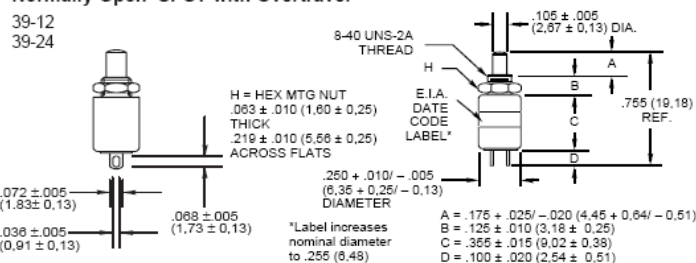 Normally Open SPST with Overtravel
39-12
39-24
H = HEX MTG NUT
.063 ± .010 (1,60 ± 0,25)
THICK
.219 ± .010 (5,56 ± 0,25)
ACROSS FLATS
.072 ±.005
(1.83± 0,13)
.036 ±.005
(0,91 ± 0,13)
.068 ±.005
(1,73 ± 0,13)
.105 ± .005
(2,67 ± 0,13) DIA.
8-40 UNS-2A
THREAD
H
E.I.A.
DATE
CODE
LABEL*
A
B
C
D
.755 (19,18)
REF.
.250 + .010/ – .005
(6,35 + 0,25/ – 0,13)
DIAMETER
*Label increases
nominal diameter
to .255 (6,48)
A = .175 + .025/ –.020 (4,45 + 0,64/ – 0,51)
B = .125 ± .010 (3,18 ± 0,25)
C = .355 ± .015 (9,02 ± 0,38)
D = .100 ± .020 (2,54 ± 0,51)